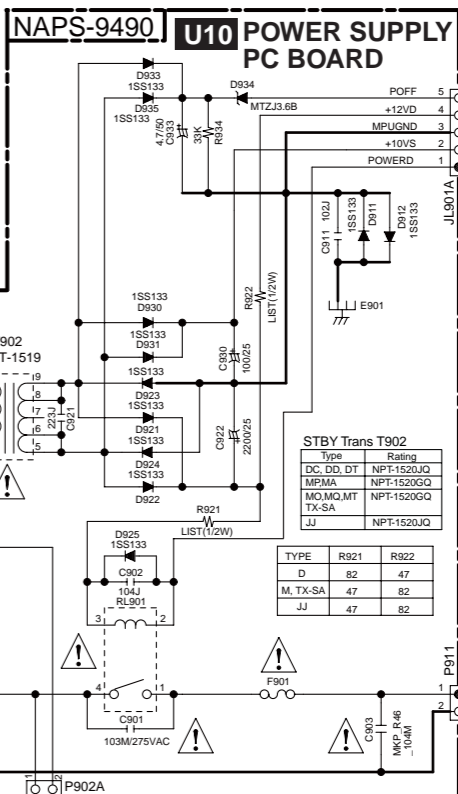 NAPS-9490
U10 POWER SUPPLY
PC BOARD
D933
1SS133
D935
1SS133
4.7/50
C933
33K
R934
D934
MTZJ3.6B
POFF 5
+12VD 4
MPUGND 3
+10VS 2
POWERD 1
JL901A
C911 102J
1SS133
D911
D912
1SS133
E901
R922
LIST(1/2W)
1SS133
D930
D931
1SS133
D923
1SS133
D921
1SS133
D924
1SS133
D922
C930
100/25
C922
2200/25
902
T-1519
9
8
7
6
5
223J
C921
STBY Trans T902
Type Rating
DC, DD, DT NPT-1520JQ
MP,MA NPT-1520GQ
MO,MQ,MT NPT-1520GQ
TX-SA
JJ NPT-1520JQ
R921
LIST(1/2W)
D925
1SS133
C902
104J
RL901
3 2
4 1
TYPE R921 R922
D 82 47
M, TX-SA 47 82
JJ 47 82
F901
C901
103M/275VAC
C903
MKP_R46
_104M
P911
1
2
1 2
P902A